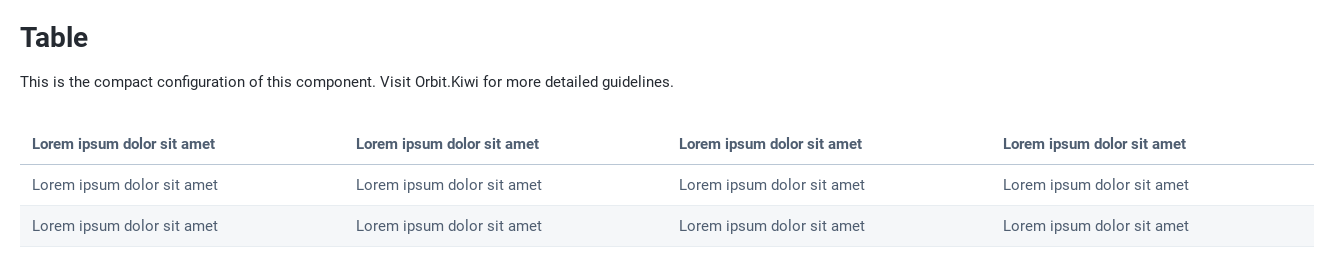 Table
This is the compact configuration of this component. Visit Orbit.Kiwi for more detailed guidelines.
Lorem ipsum dolor sit amet Lorem ipsum dolor sit amet Lorem ipsum dolor sit amet Lorem ipsum dolor sit amet
Lorem ipsum dolor sit amet Lorem ipsum dolor sit amet Lorem ipsum dolor sit amet Lorem ipsum dolor sit amet
Lorem ipsum dolor sit amet Lorem ipsum dolor sit amet Lorem ipsum dolor sit amet Lorem ipsum dolor sit amet